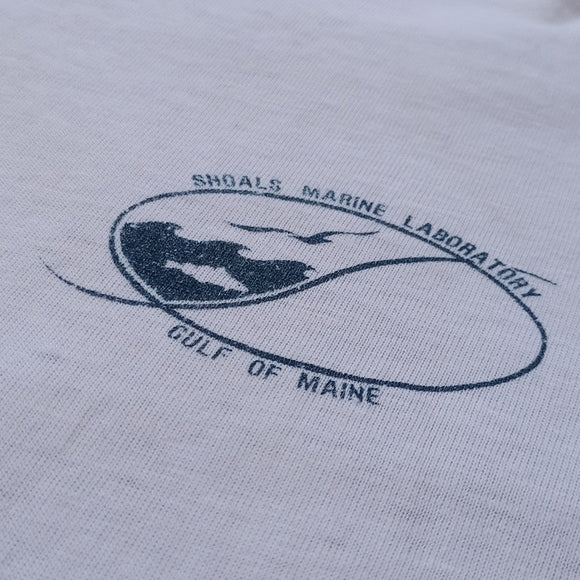 SHOALS MARINE LABORATORY
GULF OF MAINE